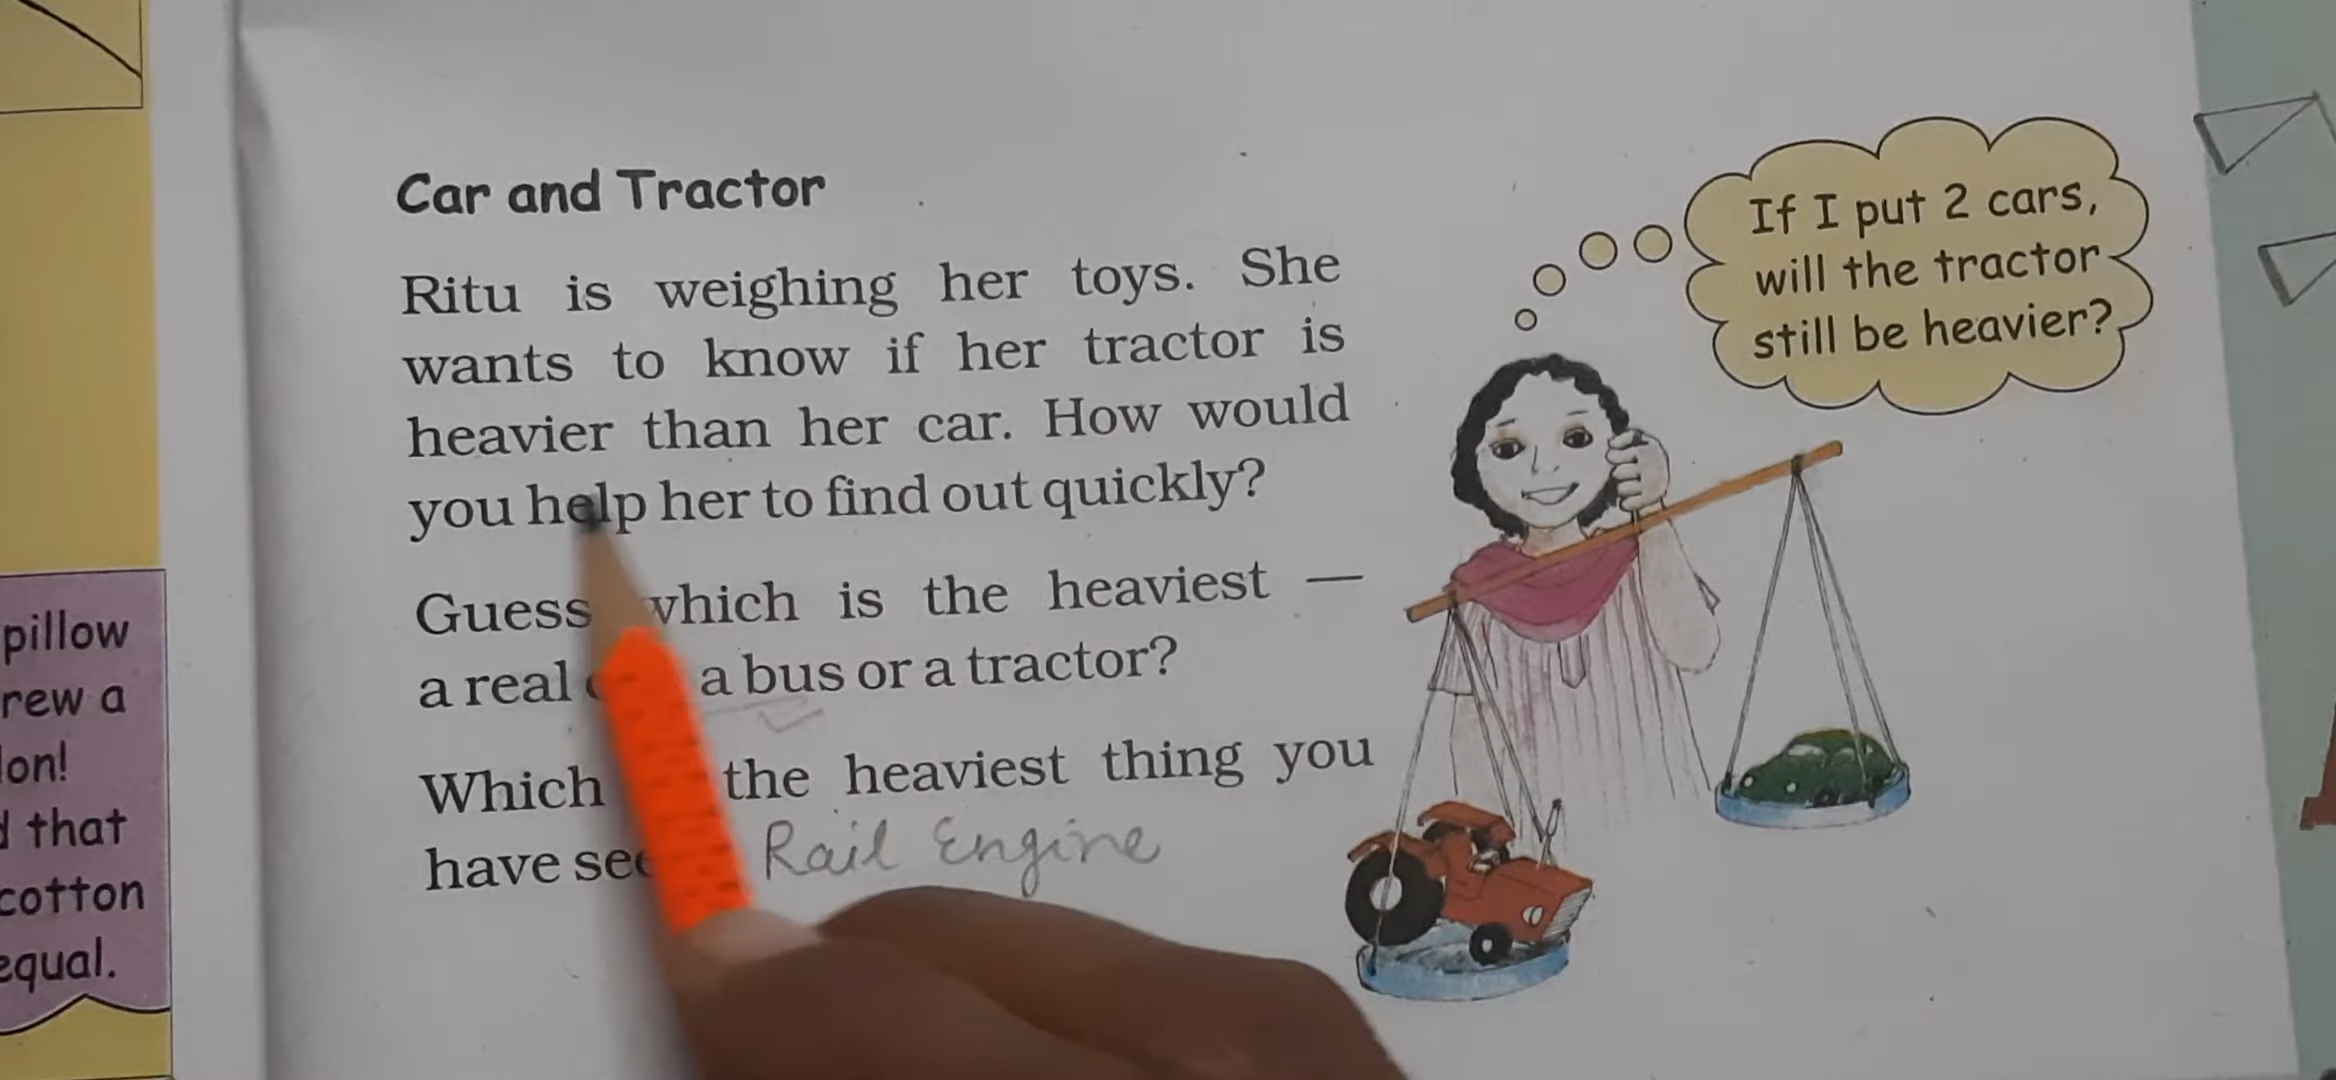 pillow
rew a
on!
that
cotton
equal.
Car and Tractor
Ritu is weighing her toys. She
wants to know if her tractor is
heavier than her car. How would
you help her to find out quickly?
Guess which is the heaviest —
a real a bus or a tractor?
Which the heaviest thing you
have
Rail Engine
If I put 2 cars,
will the tractor
still be heavier?